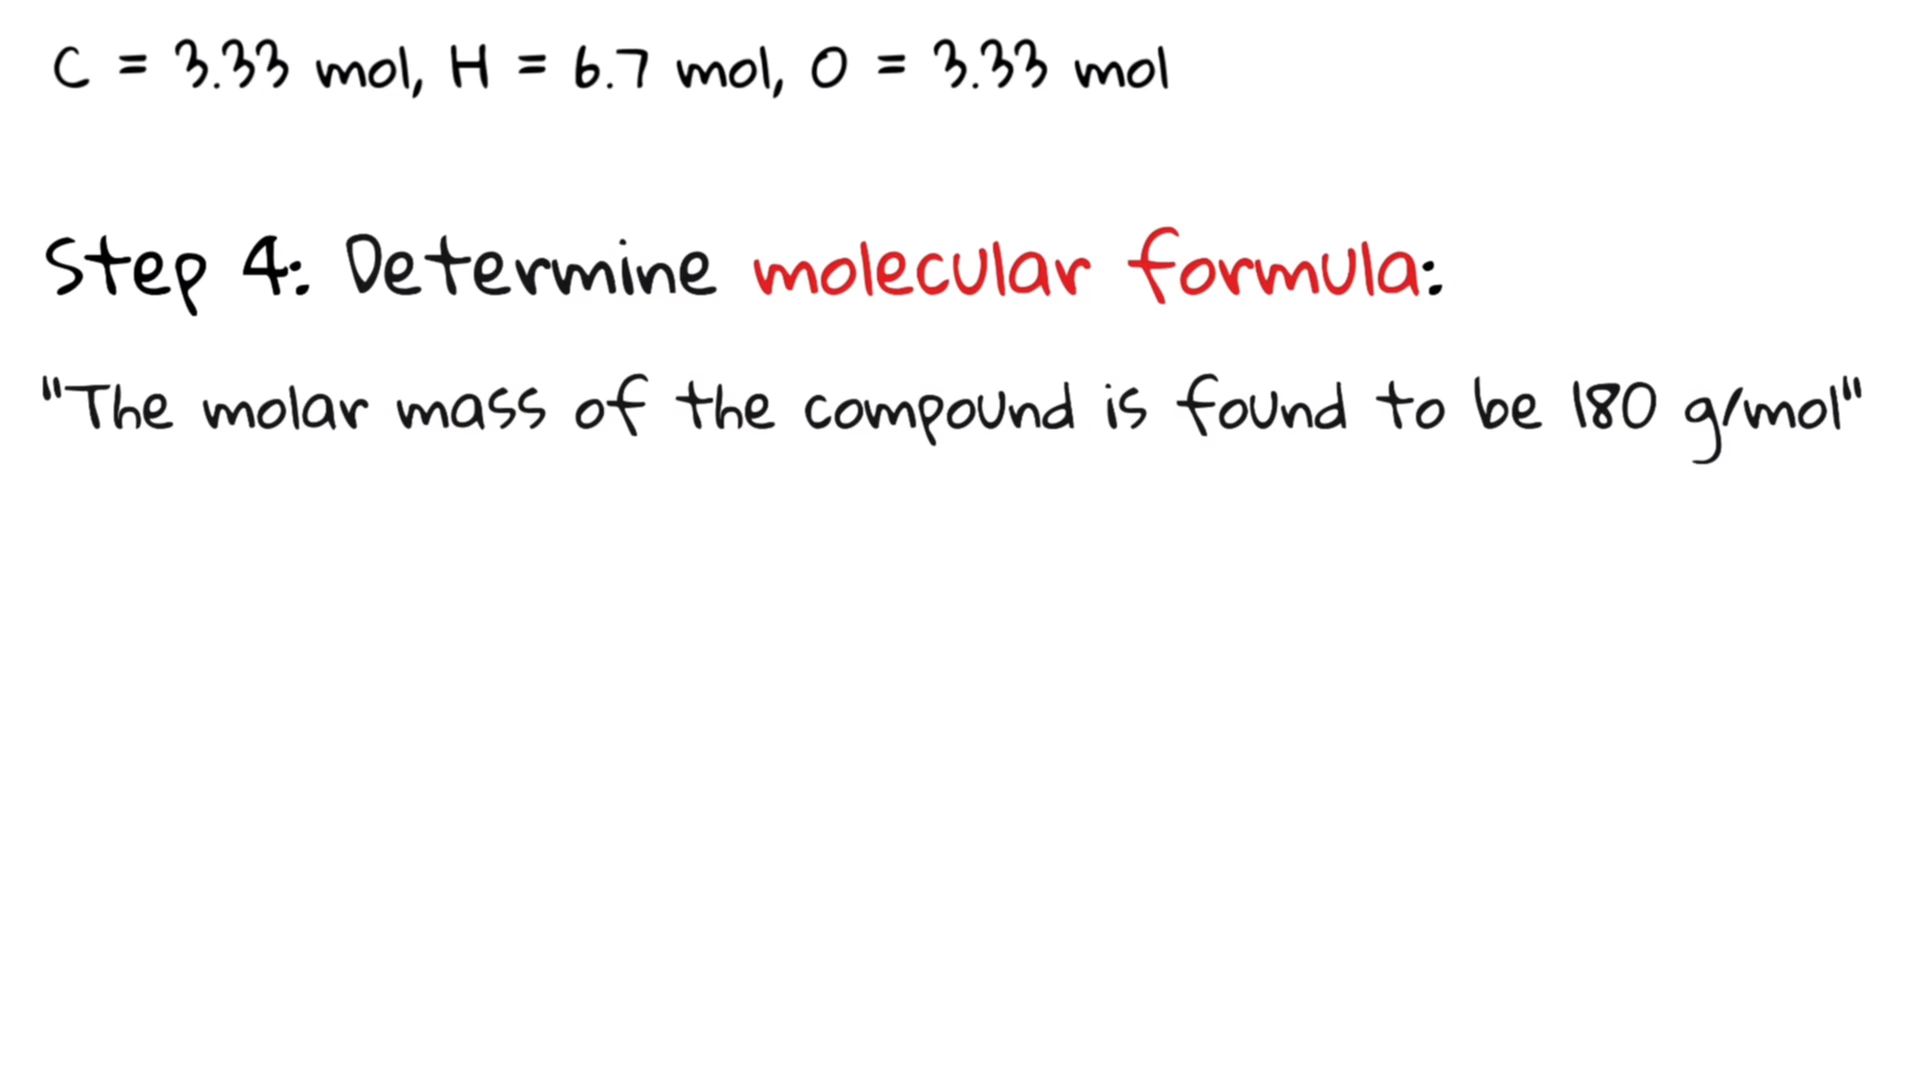 C = 3.33 mol, H = 6.7 mol, O = 3.33 mol
Step 4: Determine molecular formula:
"The molar mass of the compound is found to be 180 g/mol"